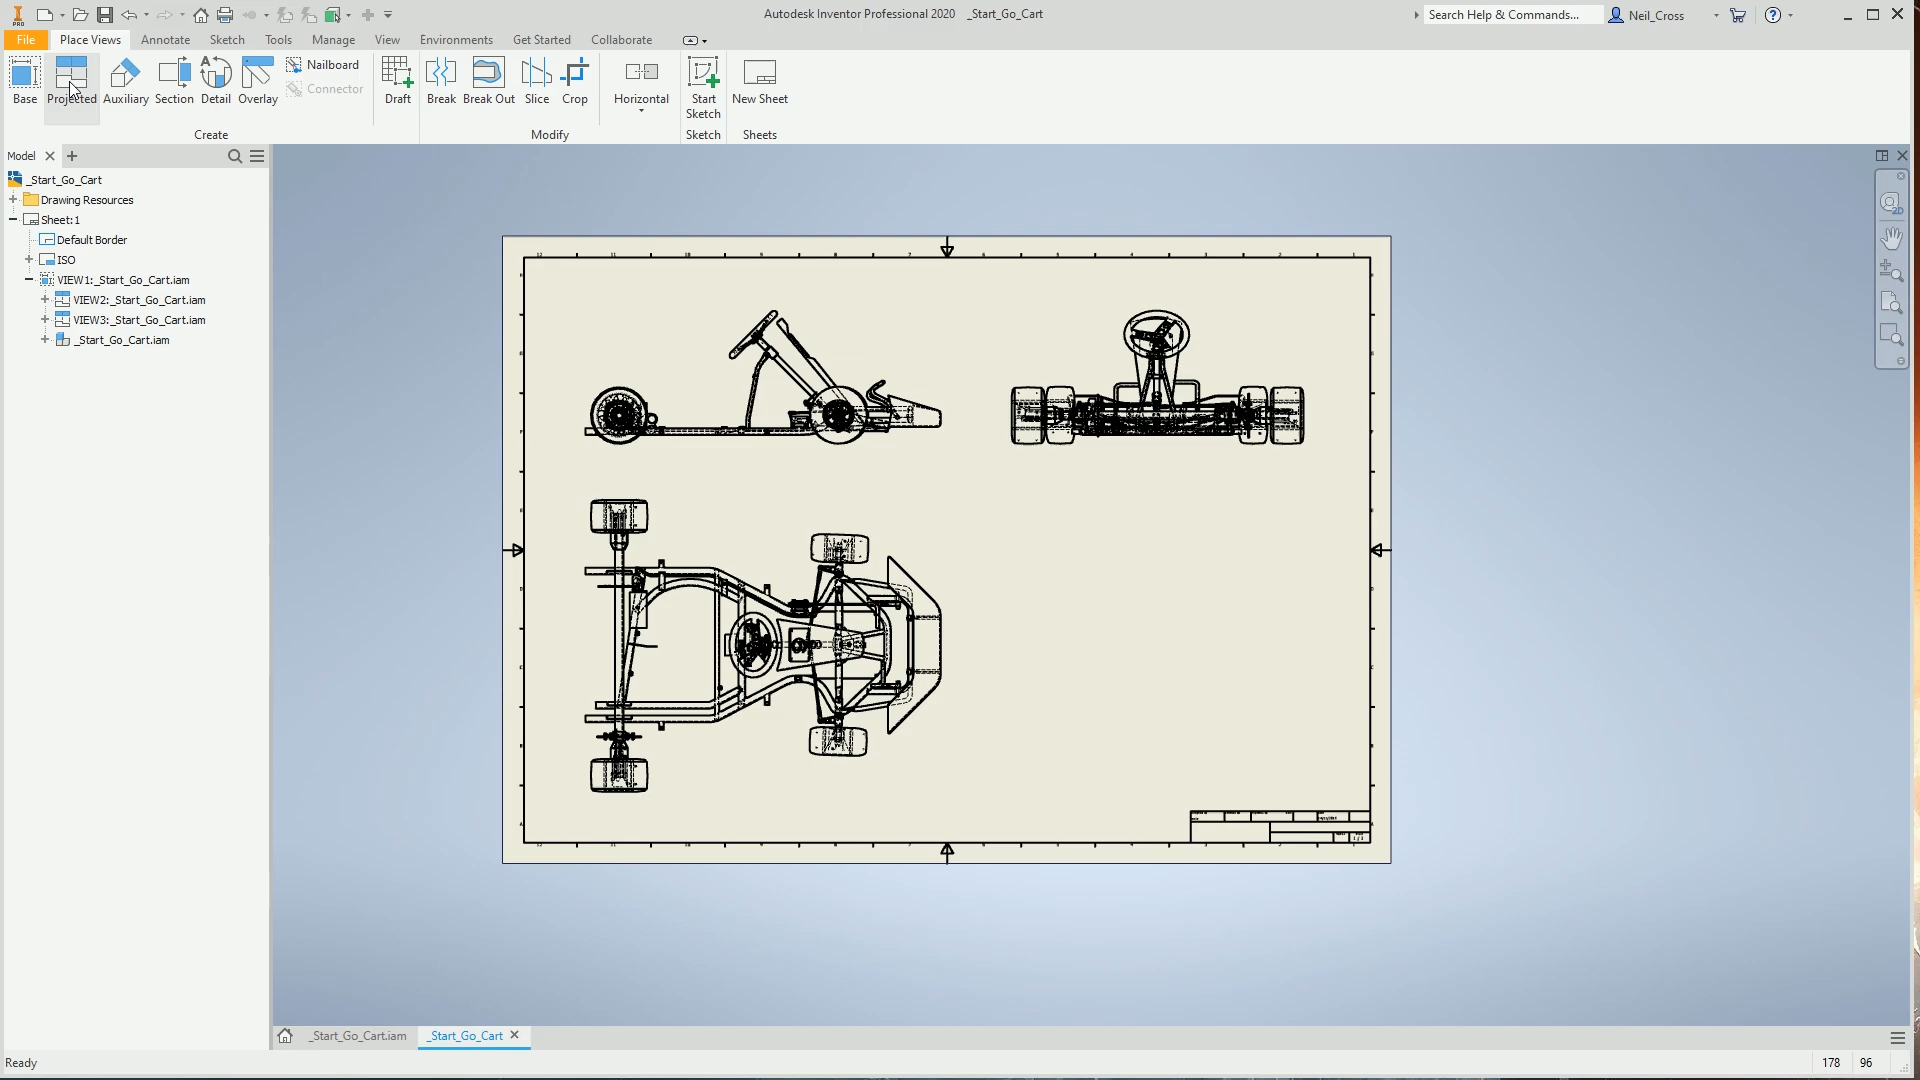 Autodesk Inventor Professional 2020 _Start_Go_Cart
Search Help & Commands...
Neil_Cross
PRO
File
Place Views
Annotate
Sketch
Tools
Manage
View
Environments
Get Started
Collaborate
Base
Projected
Auxiliary
Section
Detail
Overlay
Nailboard
Connector
Draft
Break
Break Out
Slice
Crop
Horizontal
Start
Sketch
New Sheet
Create
Modify
Sketch
Sheets
Model
_Start_Go_Cart
Drawing Resources
Sheet:1
Default Border
ISO
VIEW1:_Start_Go_Cart.iam
VIEW2:_Start_Go_Cart.iam
VIEW3:_Start_Go_Cart.iam
_Start_Go_Cart.iam
_Start_Go_Cart.iam
_Start_Go_Cart
Ready
178
96